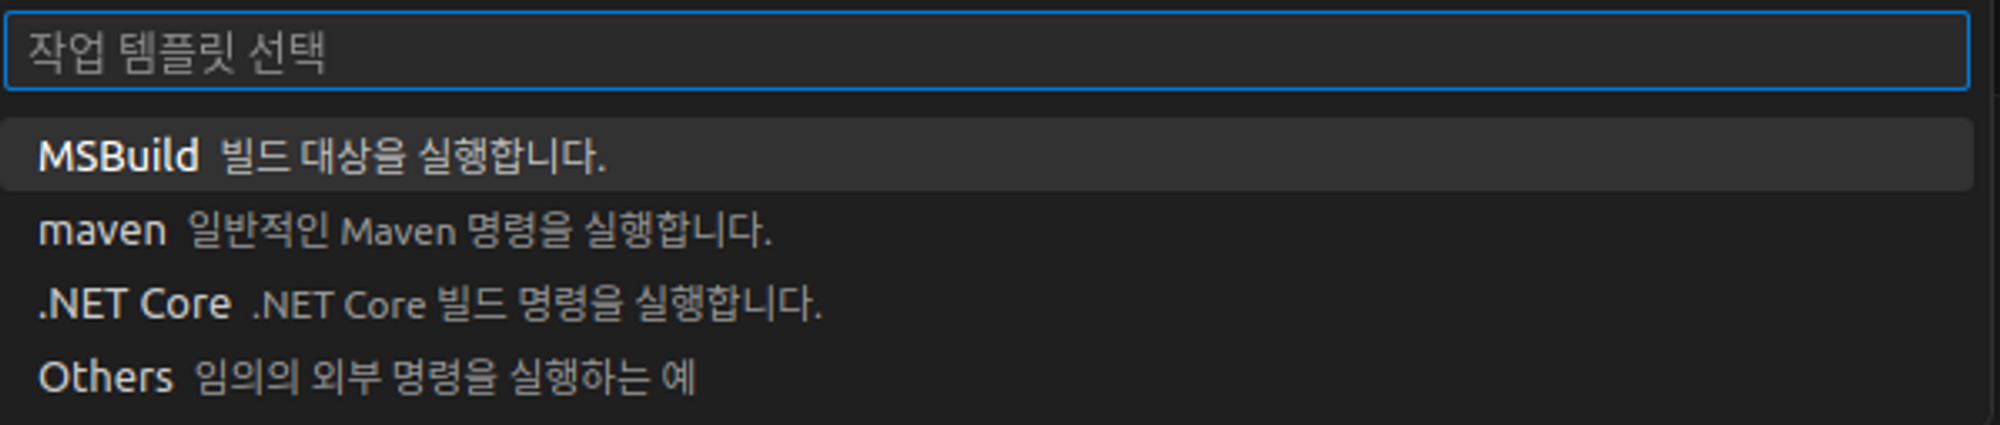 작업 템플릿 선택
MSBuild 빌드 대상을 실행합니다.
maven 일반적인 Maven 명령을 실행합니다.
.NET Core .NET Core 빌드 명령을 실행합니다.
Others 임의의 외부 명령을 실행하는 예